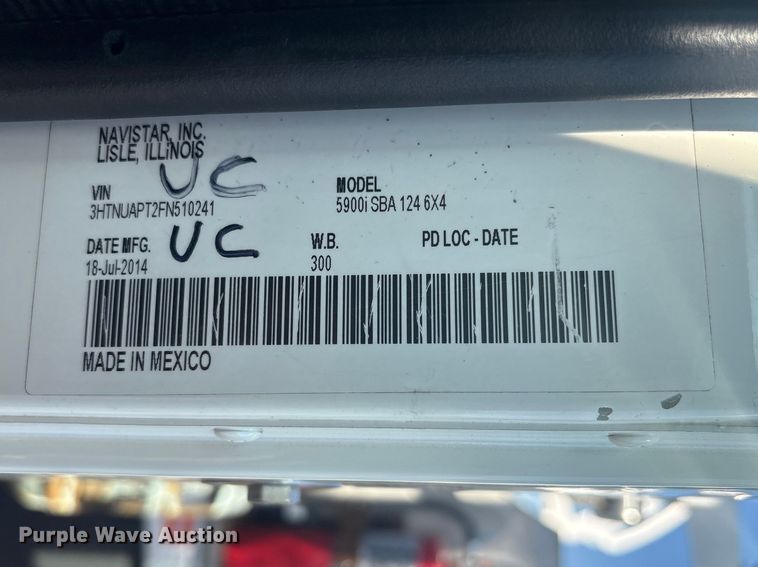 NAVISTAR, INC.
LISLE, ILLINOIS
UC
VIN
3HTNUAPT2FN510241
MODEL
5900i SBA 124 6X4
DATE MFG.
18-Jul-2014
UC
W.B.
300
PD LOC - DATE
MADE IN MEXICO
Purple Wave Auction